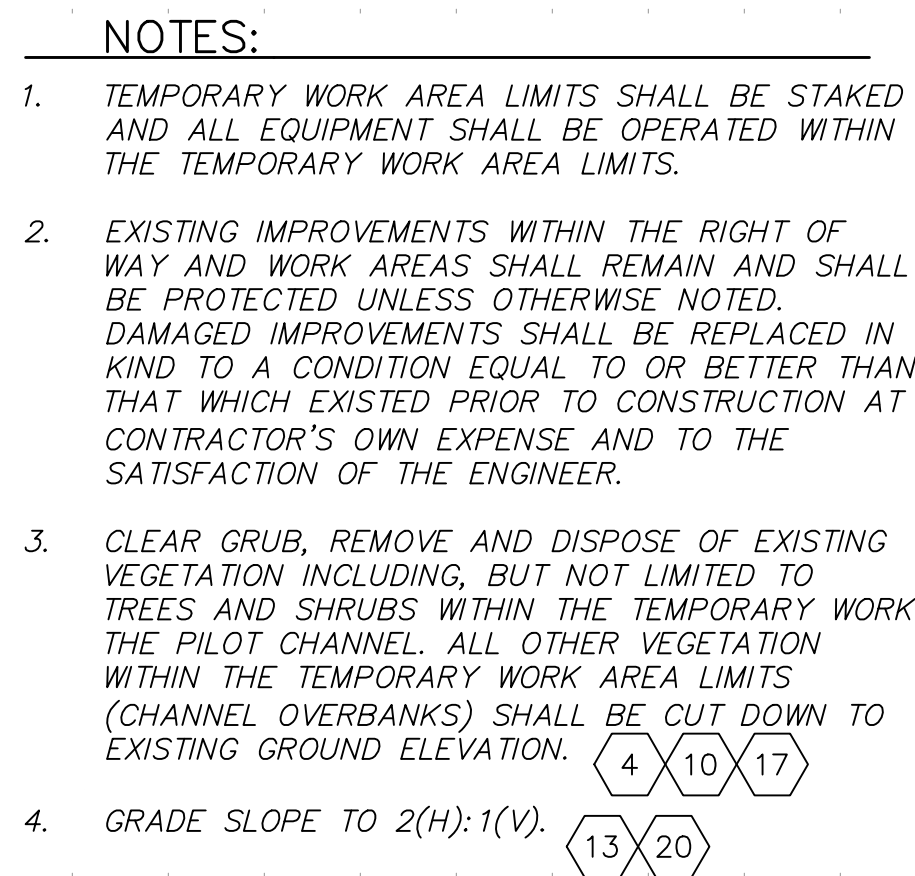 NOTES:
1. TEMPORARY WORK AREA LIMITS SHALL BE STAKED
AND ALL EQUIPMENT SHALL BE OPERATED WITHIN
THE TEMPORARY WORK AREA LIMITS.
2. EXISTING IMPROVEMENTS WITHIN THE RIGHT OF
WAY AND WORK AREAS SHALL REMAIN AND SHALL
BE PROTECTED UNLESS OTHERWISE NOTED.
DAMAGED IMPROVEMENTS SHALL BE REPLACED IN
KIND TO A CONDITION EQUAL TO OR BETTER THAN
THAT WHICH EXISTED PRIOR TO CONSTRUCTION AT
CONTRACTOR'S OWN EXPENSE AND TO THE
SATISFACTION OF THE ENGINEER.
3. CLEAR GRUB, REMOVE AND DISPOSE OF EXISTING
VEGETATION INCLUDING, BUT NOT LIMITED TO
TREES AND SHRUBS WITHIN THE TEMPORARY WORK
THE PILOT CHANNEL. ALL OTHER VEGETATION
WITHIN THE TEMPORARY WORK AREA LIMITS
(CHANNEL OVERBANKS) SHALL BE CUT DOWN TO
EXISTING GROUND ELEVATION. 4 10 17
4. GRADE SLOPE TO 2(H):1(V). 13 20